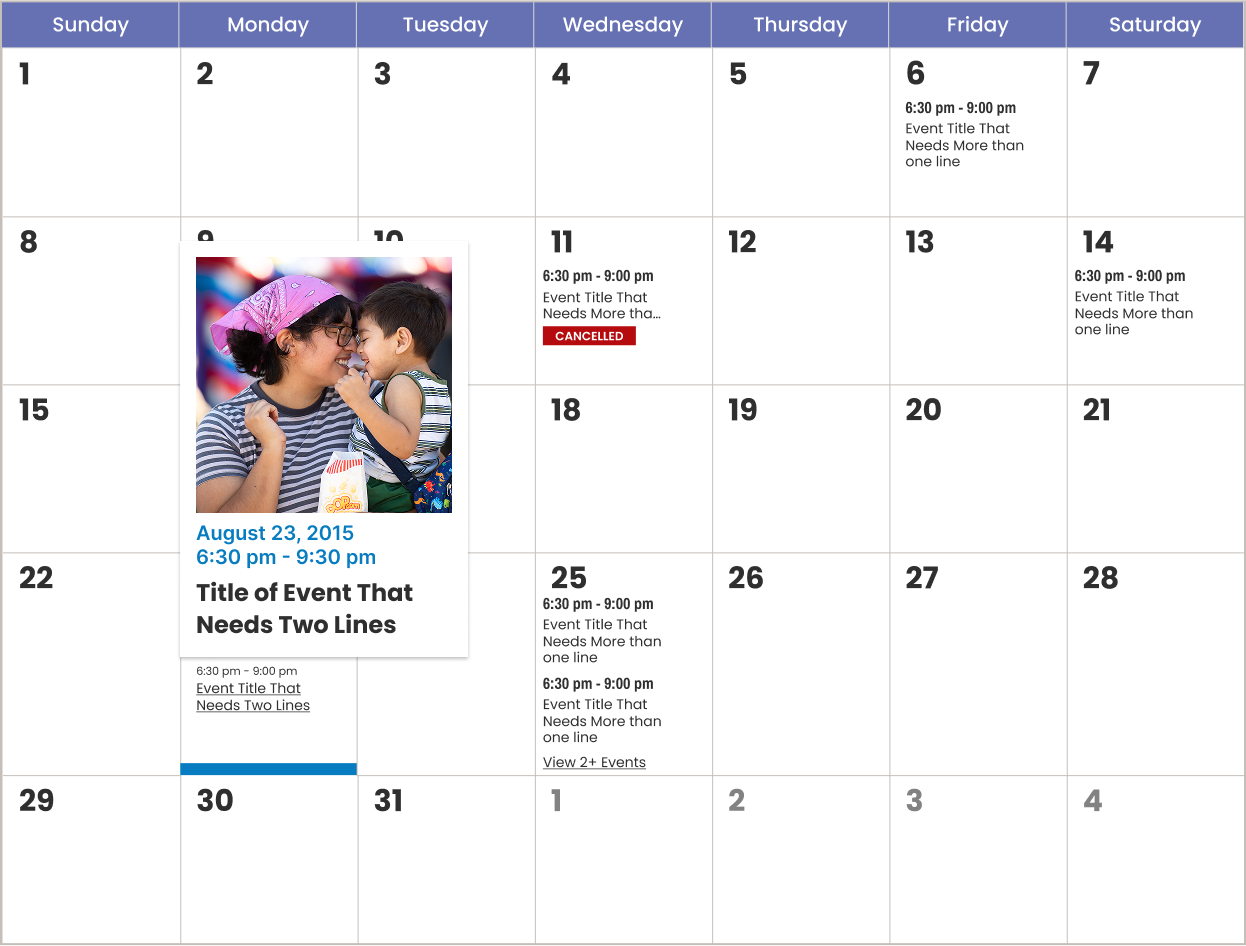 Sunday Monday Tuesday Wednesday Thursday Friday Saturday
1 2 3 4 5 6 7
6:30 pm - 9:00 pm
Event Title That
Needs More than
one line
8 9 10 11 12 13 14
6:30 pm - 9:00 pm
Event Title That
Needs More tha...
CANCELLED
6:30 pm - 9:00 pm
Event Title That
Needs More than
one line
15 18 19 20 21
August 23, 2015
6:30 pm - 9:30 pm
Title of Event That
Needs Two Lines
22 25 26 27 28
6:30 pm - 9:00 pm
Event Title That
Needs Two Lines
6:30 pm - 9:00 pm
Event Title That
Needs More than
one line
6:30 pm - 9:00 pm
Event Title That
Needs More than
one line
View 2+ Events
29 30 31 1 2 3 4